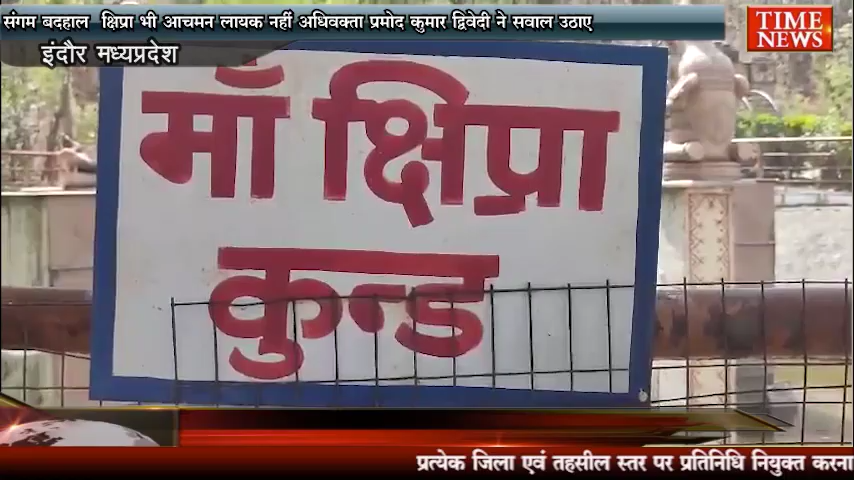 संगम बदहाल क्षिप्रा भी आचमन लायक नहीं अधिवक्ता प्रमोद कुमार द्विवेदी ने सवाल उठाए
TIME
NEWS
इंदौर मध्यप्रदेश
माँ क्षिप्रा
कुन्ड
प्रत्येक जिला एवं तहसील स्तर पर प्रतिनिधि नियुक्त करना